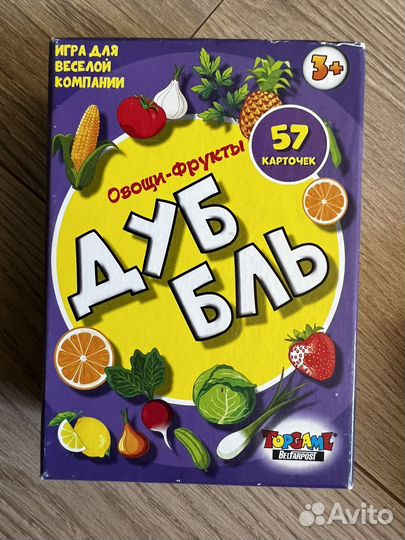 ИГРА ДЛЯ
ВЕСЕЛОЙ
КОМПАНИИ
3+
57
КАРТОЧЕК
Овощи-Фрукты
ДУБ
БЛЬ
TOPGAME
BELFARPOST
Avito